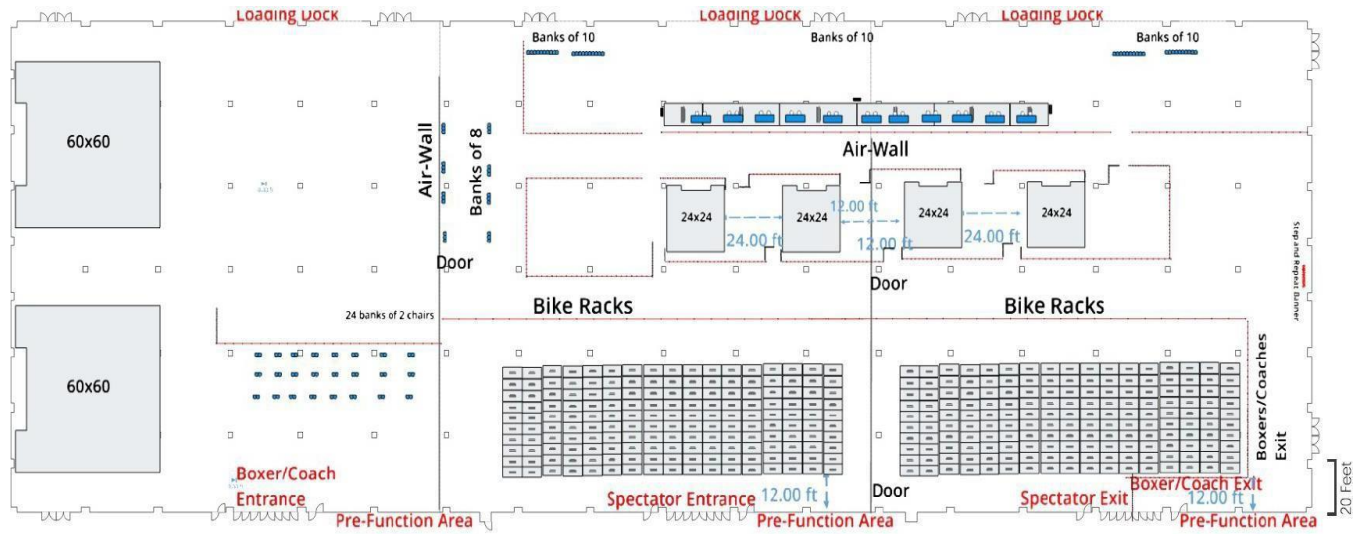 Loading Dock
Loading Dock
Loading Dock
Banks of 10
Banks of 10
Banks of 10
60x60
Air-Wall
Banks of 8
Air-Wall
24x24
24x24
24x24
24x24
24.00 ft
12.00 ft
12.00 ft
24.00 ft
Step and Repeat Banner
Door
Door
24 banks of 2 chairs
Bike Racks
Bike Racks
60x60
Boxers/Coaches
Exit
Boxer/Coach
Entrance
Spectator Entrance
12.00 ft
Door
Spectator Exit
Boxer/Coach Exit
12.00 ft
20 Feet
Pre-Function Area
Pre-Function Area
Pre-Function Area